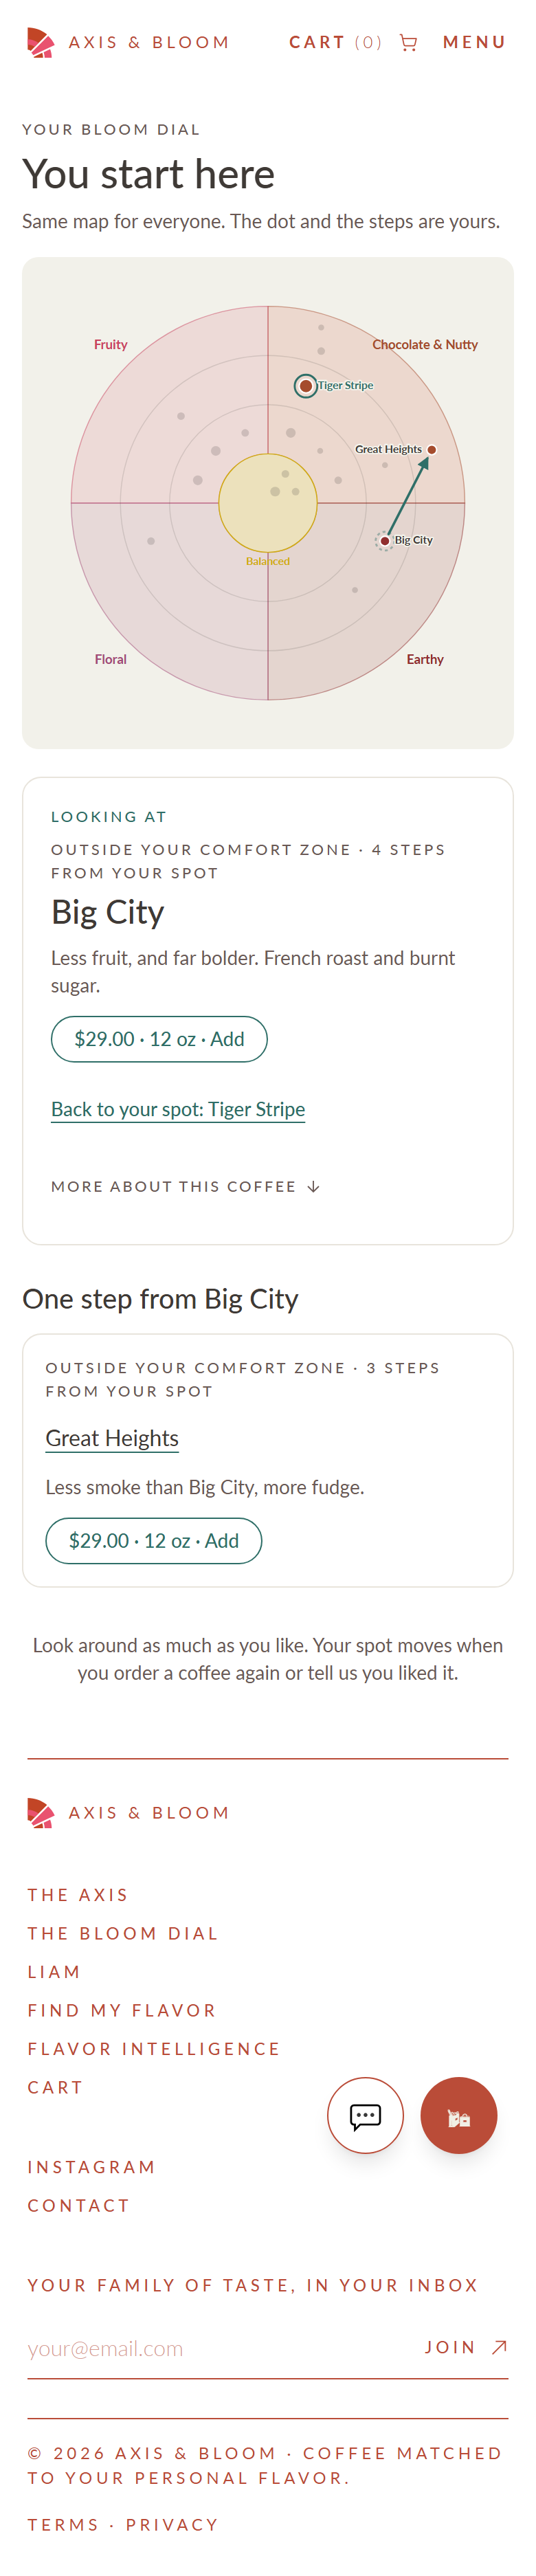 AXIS & BLOOM
CART (0)
MENU
YOUR BLOOM DIAL
You start here
Same map for everyone. The dot and the steps are yours.
Fruity
Chocolate & Nutty
Tiger Stripe
Great Heights
Big City
Balanced
Floral
Earthy
LOOKING AT
OUTSIDE YOUR COMFORT ZONE · 4 STEPS
FROM YOUR SPOT
Big City
Less fruit, and far bolder. French roast and burnt
sugar.
$29.00 · 12 oz · Add
Back to your spot: Tiger Stripe
MORE ABOUT THIS COFFEE ↓
One step from Big City
OUTSIDE YOUR COMFORT ZONE · 3 STEPS
FROM YOUR SPOT
Great Heights
Less smoke than Big City, more fudge.
$29.00 · 12 oz · Add
Look around as much as you like. Your spot moves when
you order a coffee again or tell us you liked it.
AXIS & BLOOM
THE AXIS
THE BLOOM DIAL
LIAM
FIND MY FLAVOR
FLAVOR INTELLIGENCE
CART
INSTAGRAM
CONTACT
YOUR FAMILY OF TASTE, IN YOUR INBOX
your@email.com
JOIN ↗
© 2026 AXIS & BLOOM · COFFEE MATCHED
TO YOUR PERSONAL FLAVOR.
TERMS · PRIVACY